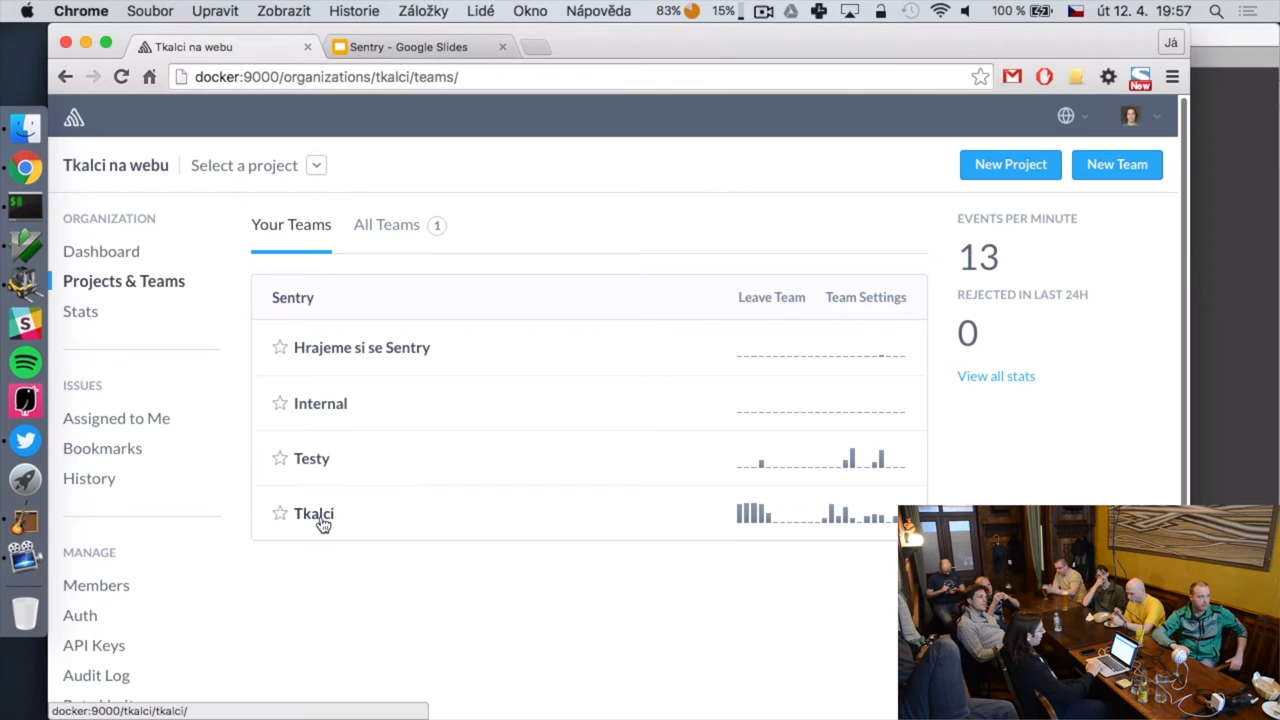 Chrome Soubor Upravit Zobrazit Historie Záložky Lidé Okno Nápověda 83% 15% 100 % út 12. 4. 19:57
Tkalci na webu Sentry - Google Slides Já
docker:9000/organizations/tkalci/teams/ New
Tkalci na webu Select a project New Project New Team
ORGANIZATION
Dashboard
Projects & Teams
Stats
ISSUES
Assigned to Me
Bookmarks
History
MANAGE
Members
Auth
API Keys
Audit Log
Your Teams All Teams 1
Sentry Leave Team Team Settings
Hrajeme si se Sentry
Internal
Testy
Tkalci
EVENTS PER MINUTE
13
REJECTED IN LAST 24H
0
View all stats
docker:9000/tkalci/tkalci/